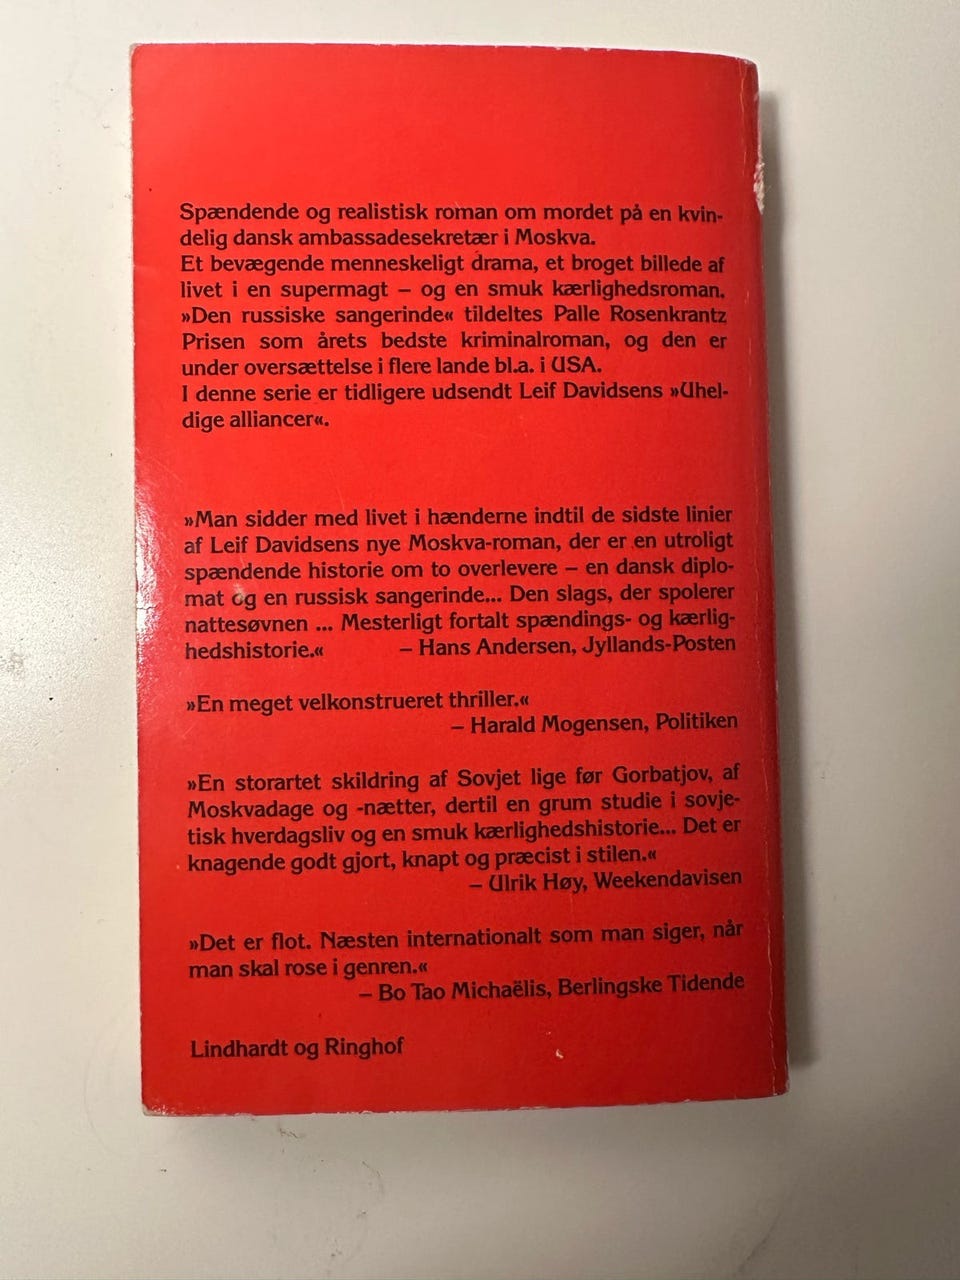 Spændende og realistisk roman om mordet på en kvin-
delig dansk ambassadesekretær i Moskva.
Et bevægende menneskeligt drama, et broget billede af
livet i en supermagt – og en smuk kærlighedsroman.
»Den russiske sangerinde« tildeltes Palle Rosenkrantz
Prisen som årets bedste kriminalroman, og den er
under oversættelse i flere lande bl.a. i USA.
I denne serie er tidligere udsendt Leif Davidsens »Uhel-
dige alliancer«.
»Man sidder med livet i hænderne indtil de sidste linier
af Leif Davidsens nye Moskva-roman, der er en utroligt
spændende historie om to overlevere – en dansk diplo-
mat og en russisk sangerinde... Den slags, der spolerer
nattesøvnen ... Mesterligt fortalt spændings- og kærlig-
hedshistorie.« – Hans Andersen, Jyllands-Posten
»En meget velkonstrueret thriller.«
– Harald Mogensen, Politiken
»En storartet skildring af Sovjet lige før Gorbatjov, af
Moskvadage og -nætter, dertil en grum studie i sovje-
tisk hverdagsliv og en smuk kærlighedshistorie... Det er
knagende godt gjort, knapt og præcist i stilen.«
– Ulrik Høy, Weekendavisen
»Det er flot. Næsten internationalt som man siger, når
man skal rose i genren.«
– Bo Tao Michaëlis, Berlingske Tidende
Lindhardt og Ringhof